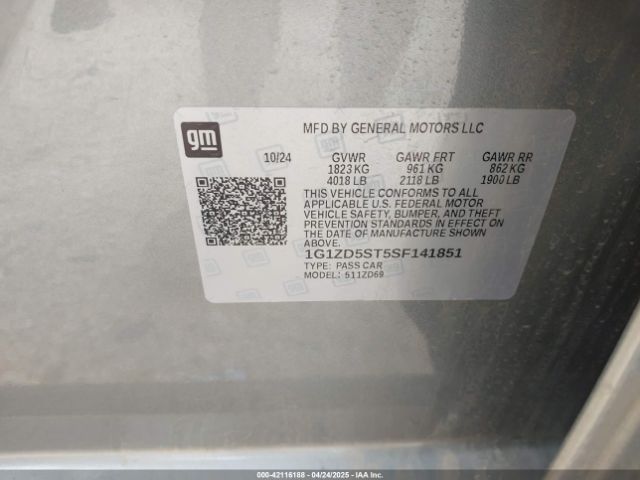 gm
MFD BY GENERAL MOTORS LLC
10/24 GVWR GAWR FRT GAWR RR
1823 KG 961 KG 862 KG
4018 LB 2118 LB 1900 LB
THIS VEHICLE CONFORMS TO ALL
APPLICABLE U.S. FEDERAL MOTOR
VEHICLE SAFETY, BUMPER, AND THEFT
PREVENTION STANDARDS IN EFFECT ON
THE DATE OF MANUFACTURE SHOWN
ABOVE.
1G1ZD5ST5SF141851
TYPE: PASS CAR
MODEL: 511ZD69
000-42116188 - 04/24/2025 - IAAI.COM